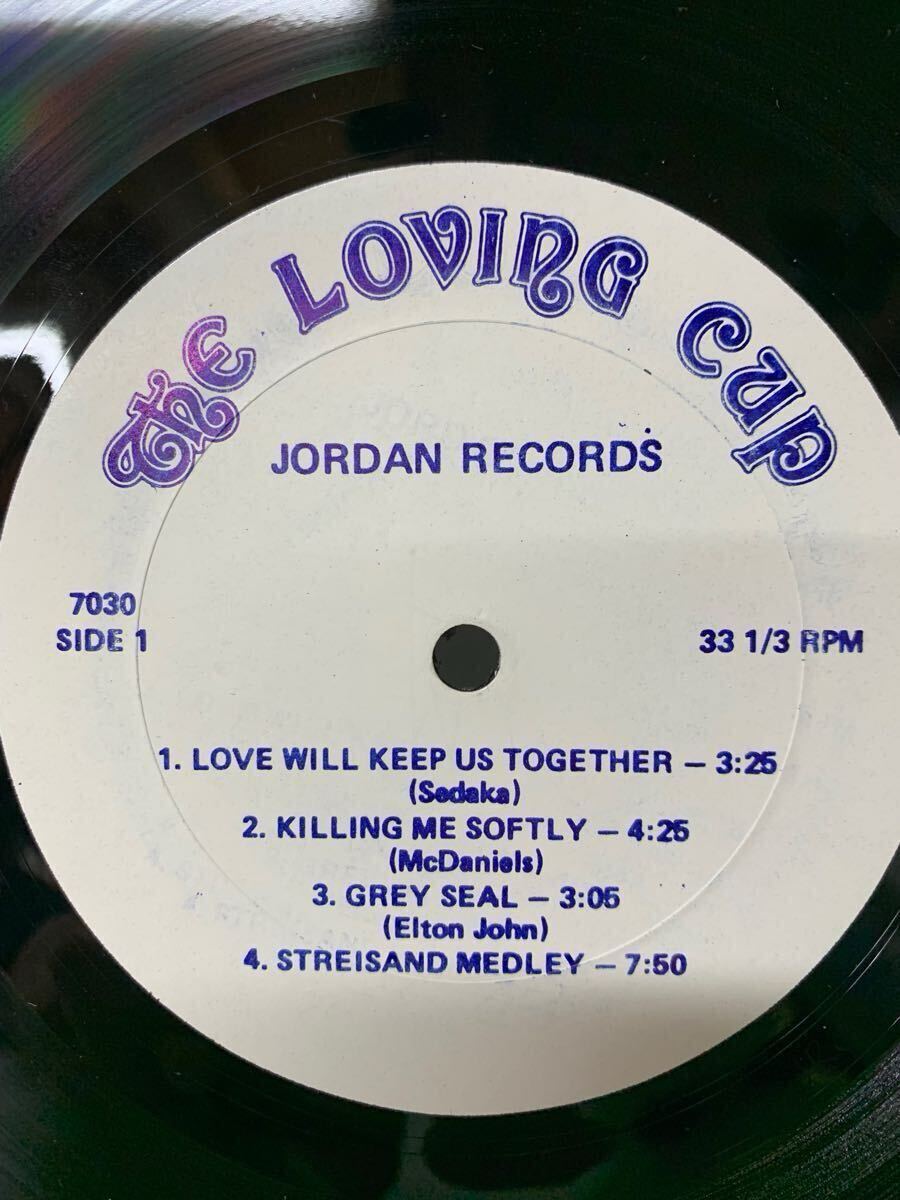 THE LOVING CUP
JORDAN RECORDS
7030
SIDE 1
33 1/3 RPM
1. LOVE WILL KEEP US TOGETHER – 3:25
(Sedaka)
2. KILLING ME SOFTLY – 4:25
(McDaniels)
3. GREY SEAL – 3:05
(Elton John)
4. STREISAND MEDLEY – 7:50